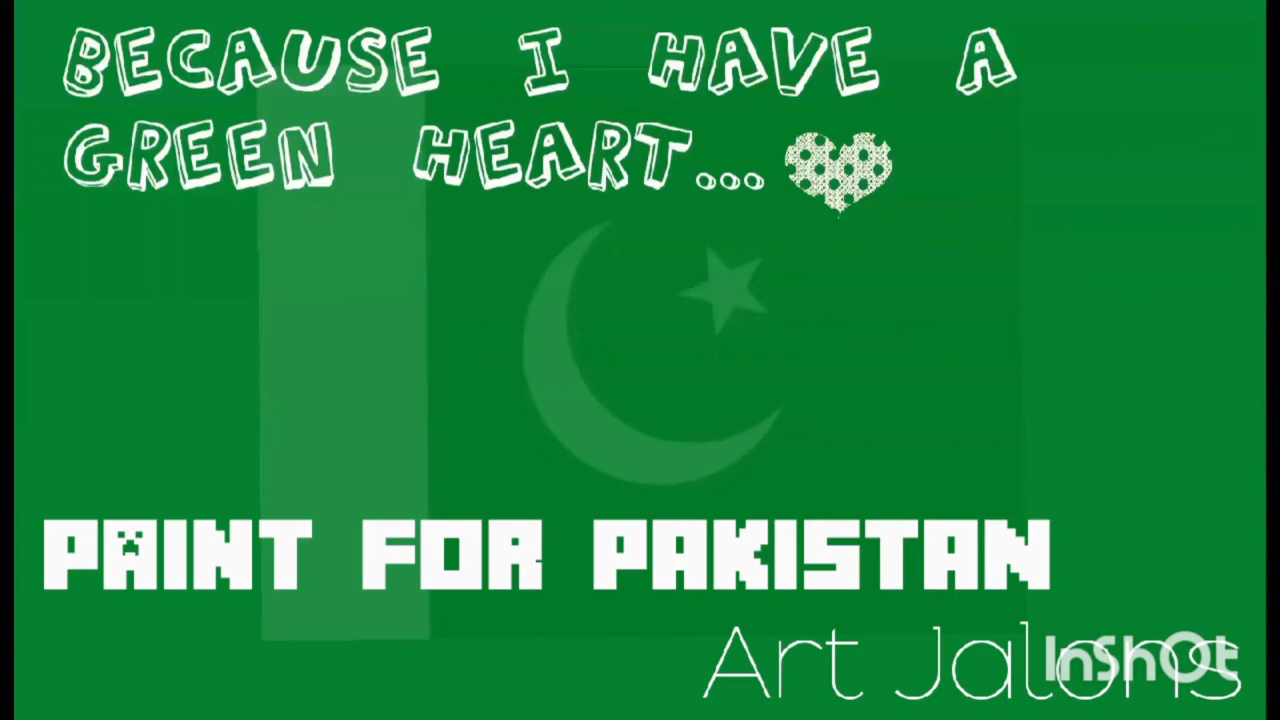 BECAUSE I HAVE A
GREEN HEART...
PAINT FOR PAKISTAN
Art Jalons
InShOt